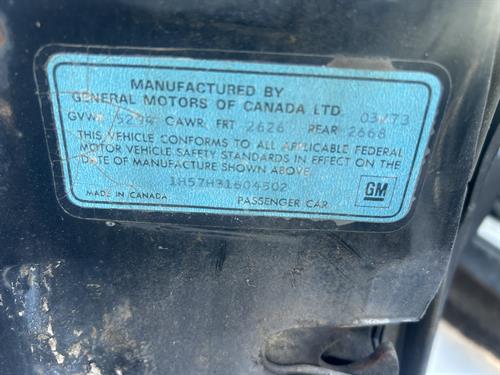 MANUFACTURED BY
GENERAL MOTORS OF CANADA LTD 03/73
GVWR 5294 GAWR FRT 2626 REAR 2668
THIS VEHICLE CONFORMS TO ALL APPLICABLE FEDERAL
MOTOR VEHICLE SAFETY STANDARDS IN EFFECT ON THE
DATE OF MANUFACTURE SHOWN ABOVE.
1H57H31604502
MADE IN CANADA PASSENGER CAR GM